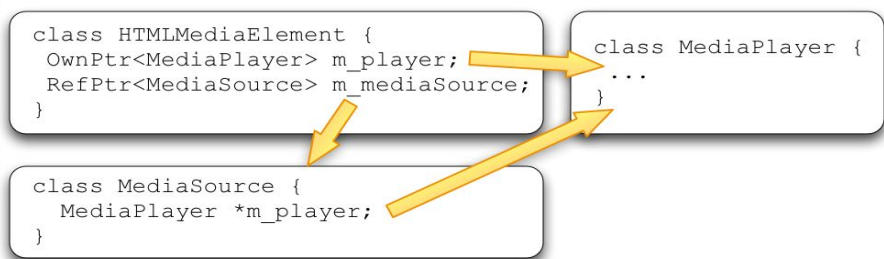 class HTMLMediaElement {
OwnPtr<MediaPlayer> m_player;
RefPtr<MediaSource> m_mediaSource;
}
class MediaPlayer {
...
}
class MediaSource {
MediaPlayer *m_player;
}